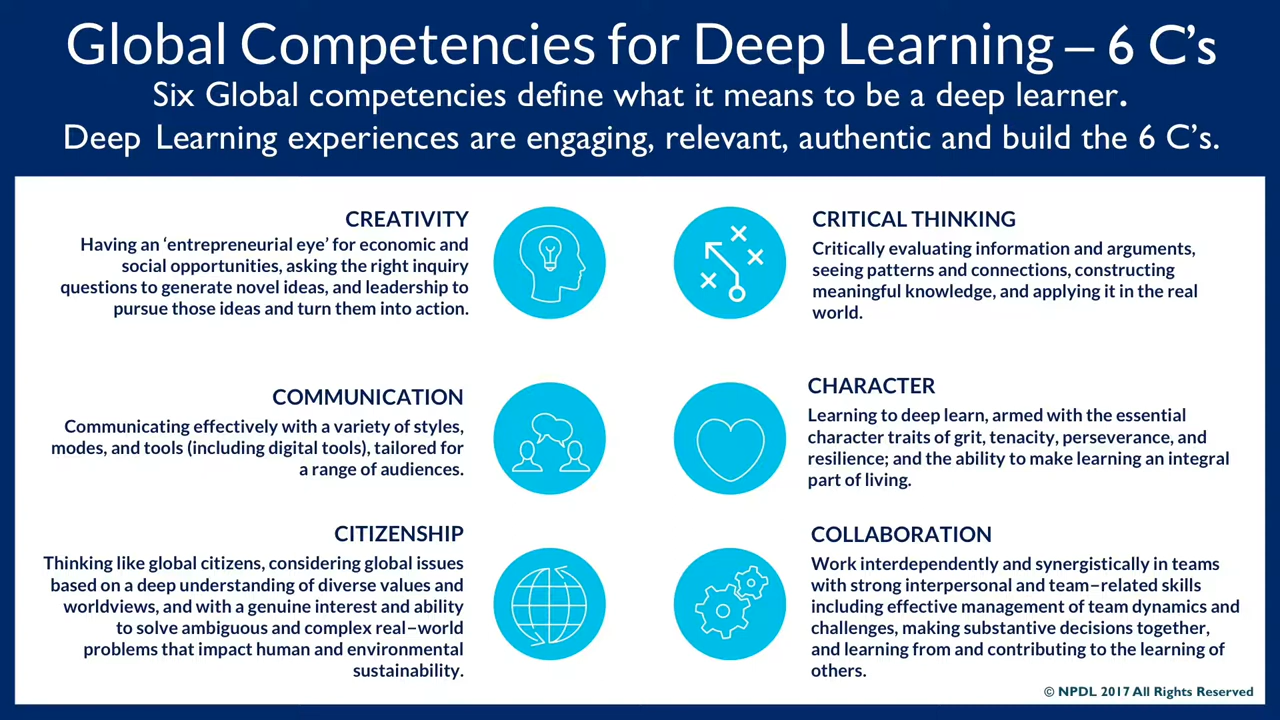 Global Competencies for Deep Learning – 6 C's
Six Global competencies define what it means to be a deep learner.
Deep Learning experiences are engaging, relevant, authentic and build the 6 C's.
CREATIVITY
Having an ‘entrepreneurial eye’ for economic and
social opportunities, asking the right inquiry
questions to generate novel ideas, and leadership to
pursue those ideas and turn them into action.
CRITICAL THINKING
Critically evaluating information and arguments,
seeing patterns and connections, constructing
meaningful knowledge, and applying it in the real
world.
COMMUNICATION
Communicating effectively with a variety of styles,
modes, and tools (including digital tools), tailored for
a range of audiences.
CHARACTER
Learning to deep learn, armed with the essential
character traits of grit, tenacity, perseverance, and
resilience; and the ability to make learning an integral
part of living.
CITIZENSHIP
Thinking like global citizens, considering global issues
based on a deep understanding of diverse values and
worldviews, and with a genuine interest and ability
to solve ambiguous and complex real–world
problems that impact human and environmental
sustainability.
COLLABORATION
Work interdependently and synergistically in teams
with strong interpersonal and team–related skills
including effective management of team dynamics and
challenges, making substantive decisions together,
and learning from and contributing to the learning of
others.
© NPDL 2017 All Rights Reserved